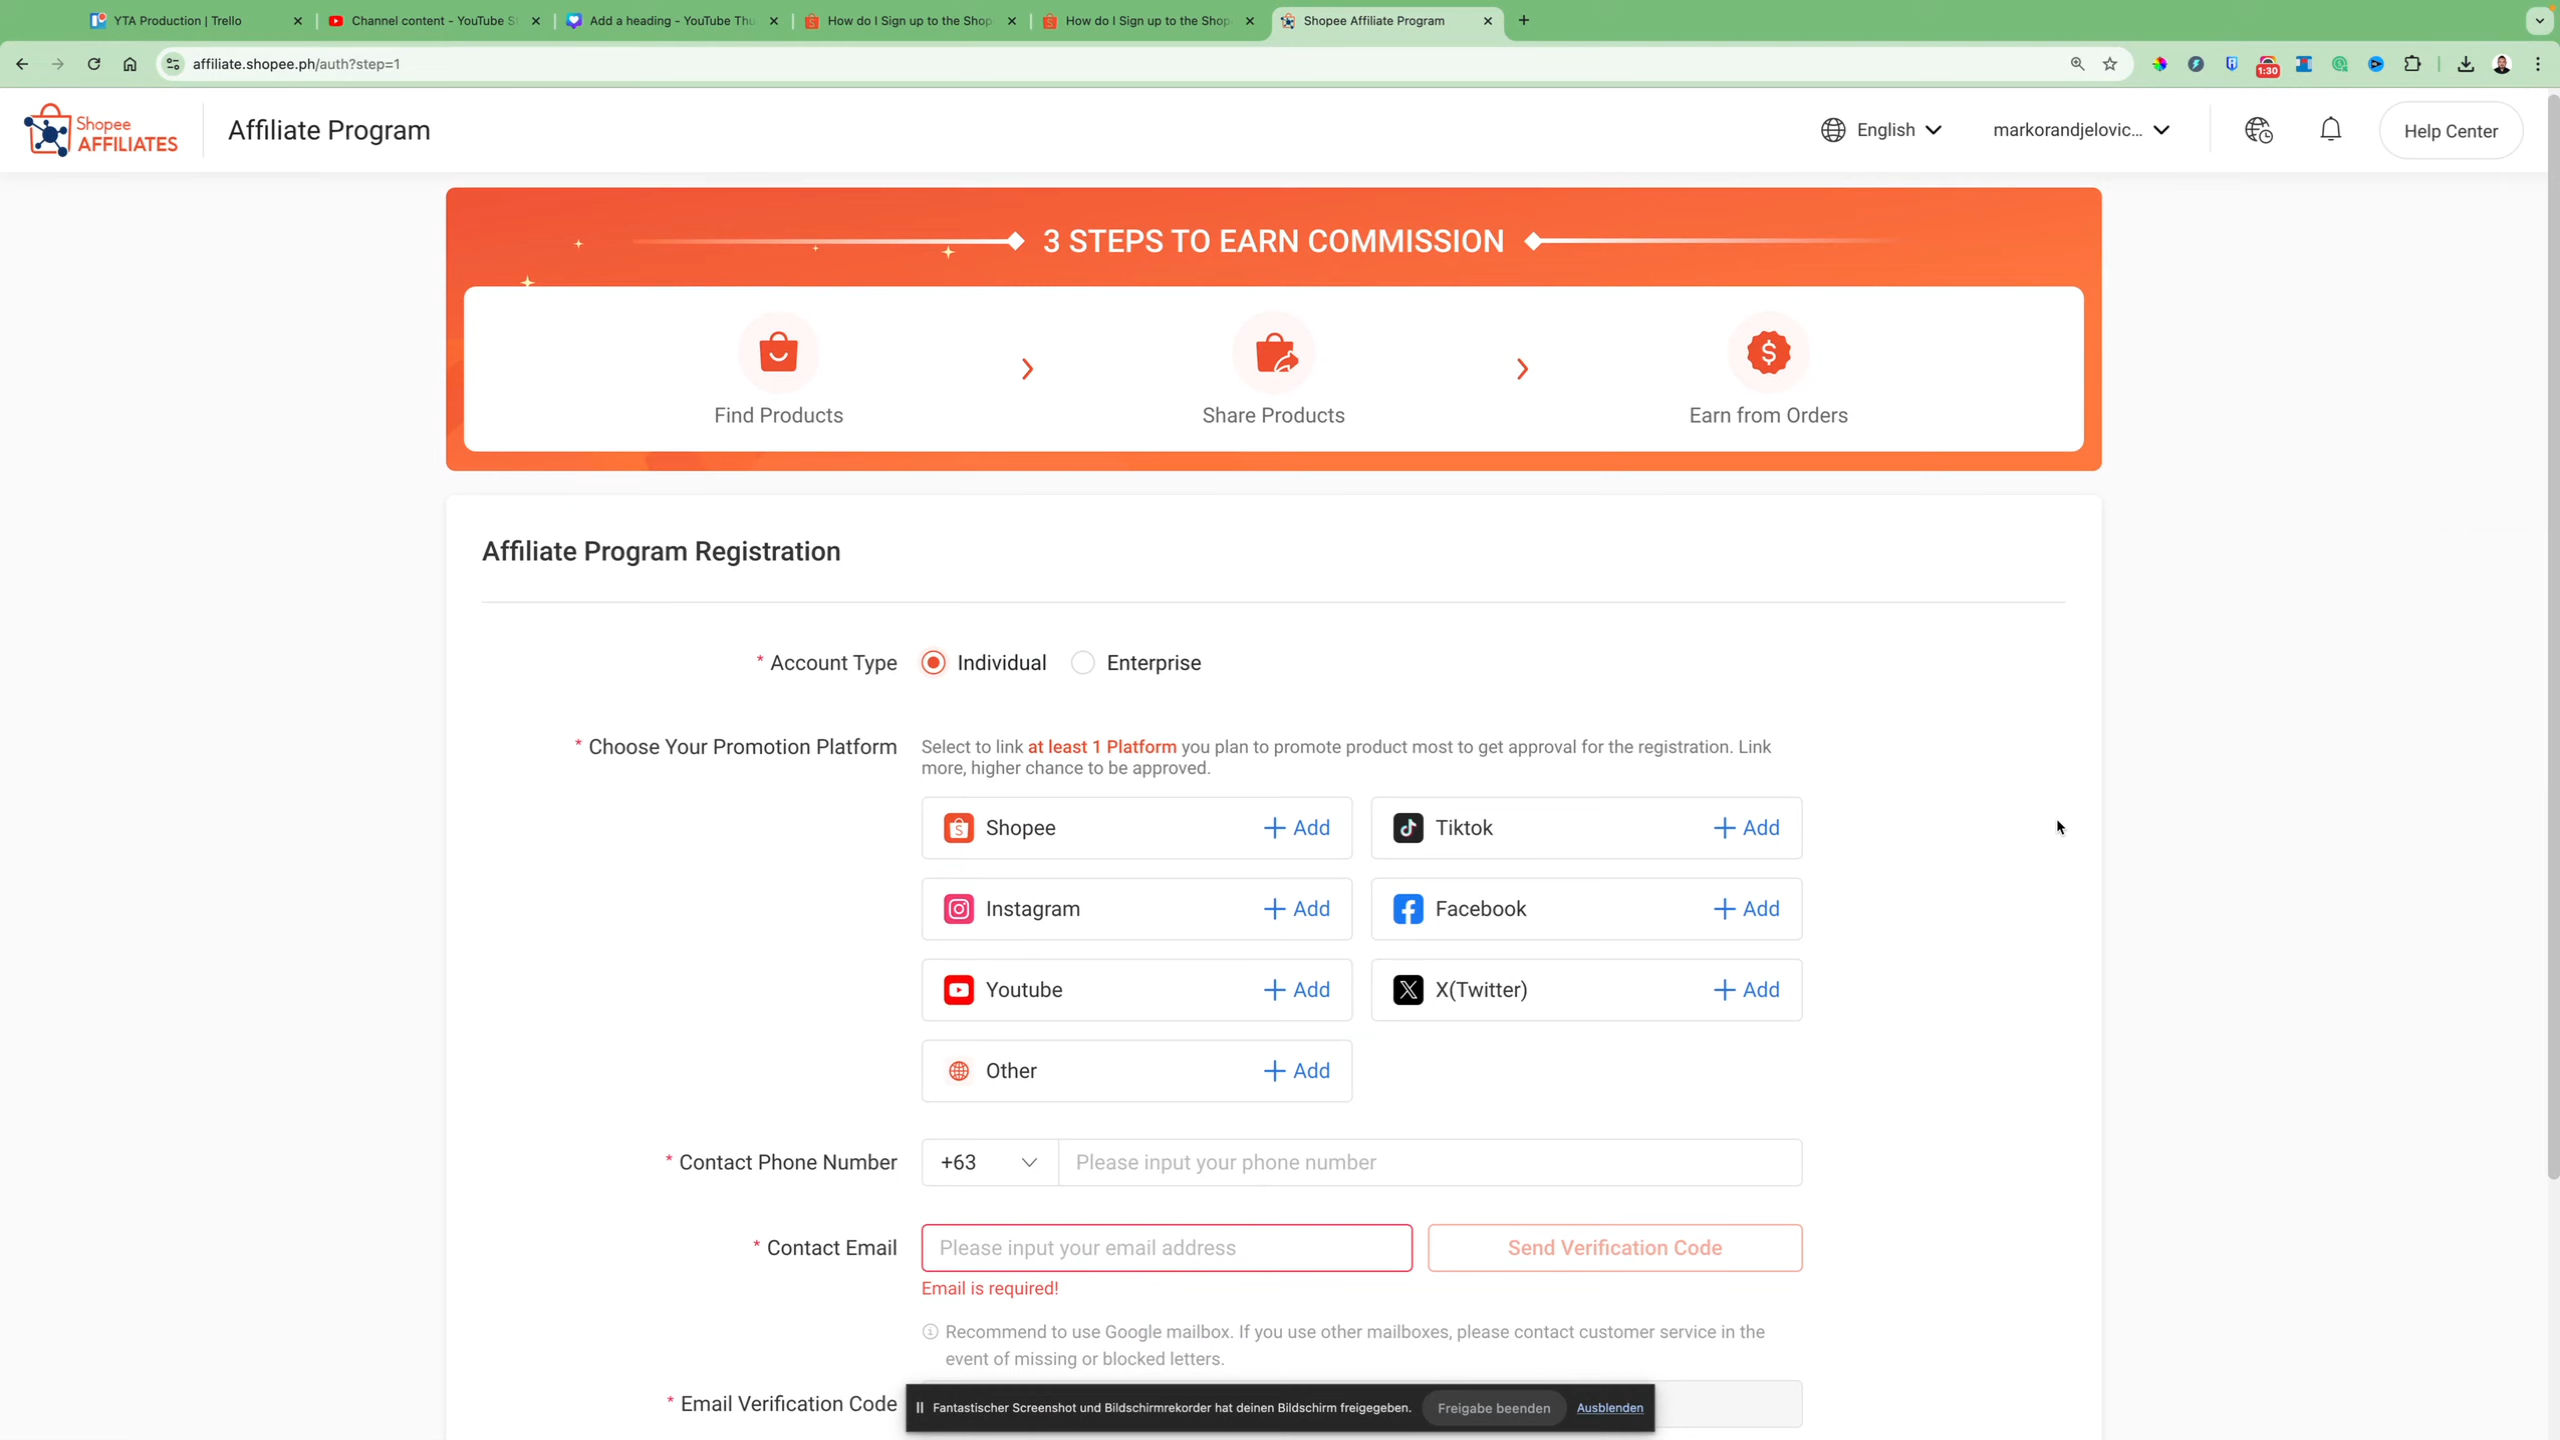 YTA Production | Trello
Channel content - YouTube S
Add a heading - YouTube Thu
How do I Sign up to the Shop
How do I Sign up to the Shop
Shopee Affiliate Program
affiliate.shopee.ph/auth?step=1
1:30
Shopee
AFFILIATES
Affiliate Program
English
markorandjelovic...
Help Center
3 STEPS TO EARN COMMISSION
Find Products
Share Products
Earn from Orders
Affiliate Program Registration
* Account Type
Individual
Enterprise
* Choose Your Promotion Platform
Select to link at least 1 Platform you plan to promote product most to get approval for the registration. Link
more, higher chance to be approved.
Shopee + Add
Tiktok + Add
Instagram + Add
Facebook + Add
Youtube + Add
X(Twitter) + Add
Other + Add
* Contact Phone Number
+63
Please input your phone number
* Contact Email
Please input your email address
Send Verification Code
Email is required!
Recommend to use Google mailbox. If you use other mailboxes, please contact customer service in the
event of missing or blocked letters.
* Email Verification Code
Fantastischer Screenshot und Bildschirmrekorder hat deinen Bildschirm freigegeben.
Freigabe beenden
Ausblenden